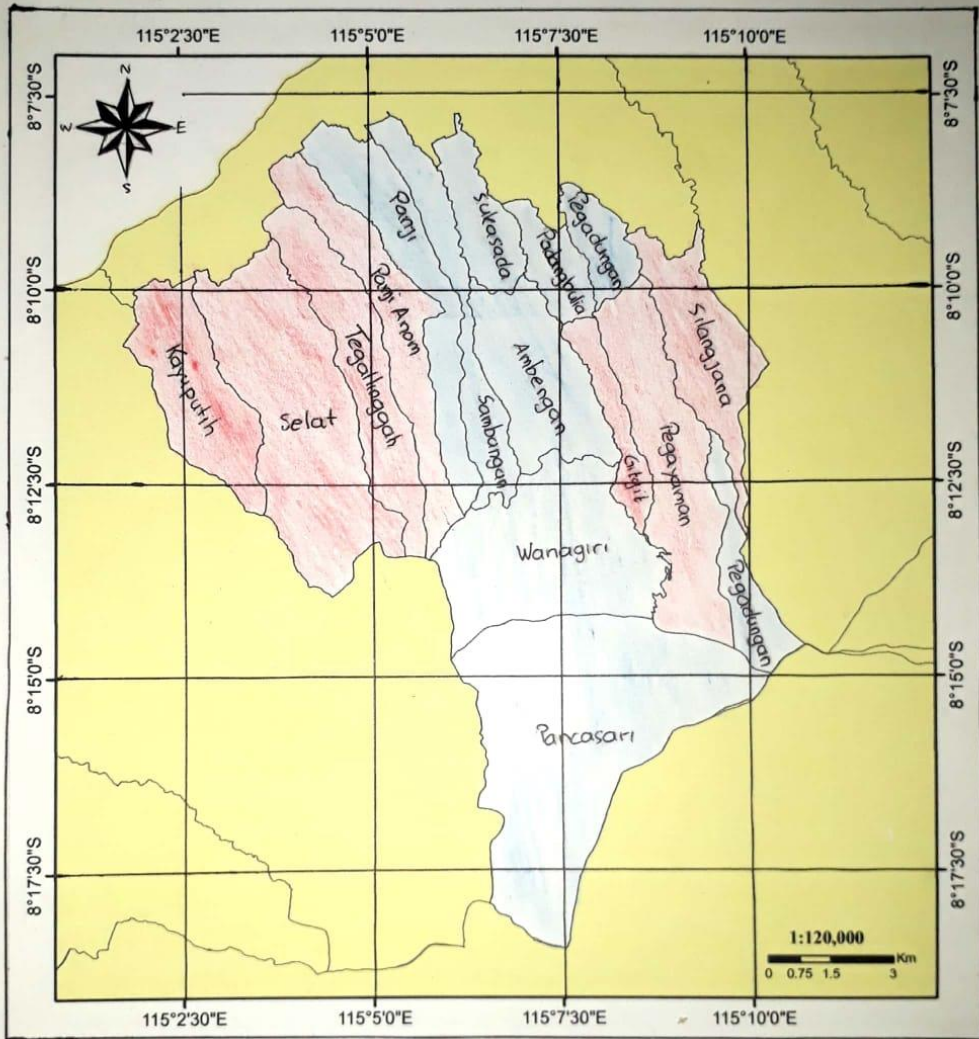 115°2'30"E 115°5'0"E 115°7'30"E 115°10'0"E
8°7'30"S 8°7'30"S
N
W E
S
Panji
Sukasada
Pegadungan
Padangbulia
8°10'0"S 8°10'0"S
Panji Anom
Silangjana
Kayuputih
Tegallinggah
Ambengan
Selat
Sambangan
Pegayaman
Gitgit
8°12'30"S 8°12'30"S
Wanagiri
Pegadungan
8°15'0"S 8°15'0"S
Pancasari
8°17'30"S 8°17'30"S
1:120,000
Km
0 0.75 1.5 3
115°2'30"E 115°5'0"E 115°7'30"E 115°10'0"E